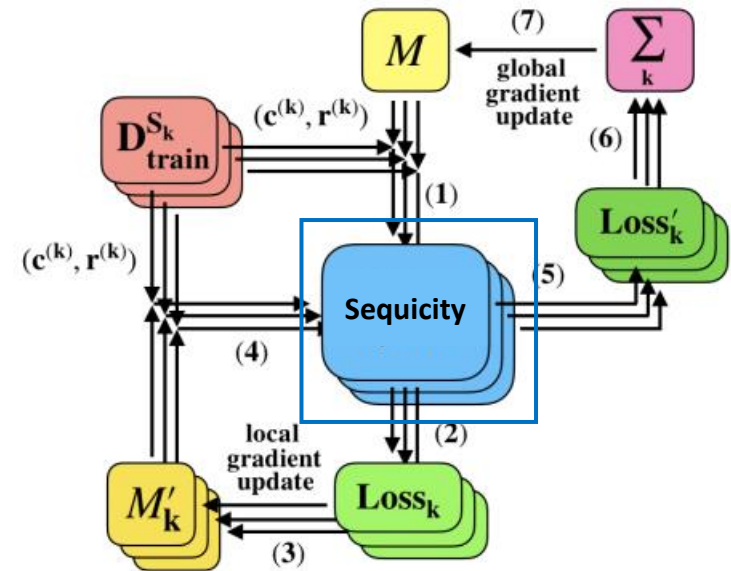 (7)
M
Σ
k
global
gradient
update
D^{S_k}_{train}
(c^{(k)}, r^{(k)})
(6)
(1)
Loss'_k
(c^{(k)}, r^{(k)})
(5)
Sequicity
(4)
(2)
local
gradient
update
M'_k
Loss_k
(3)